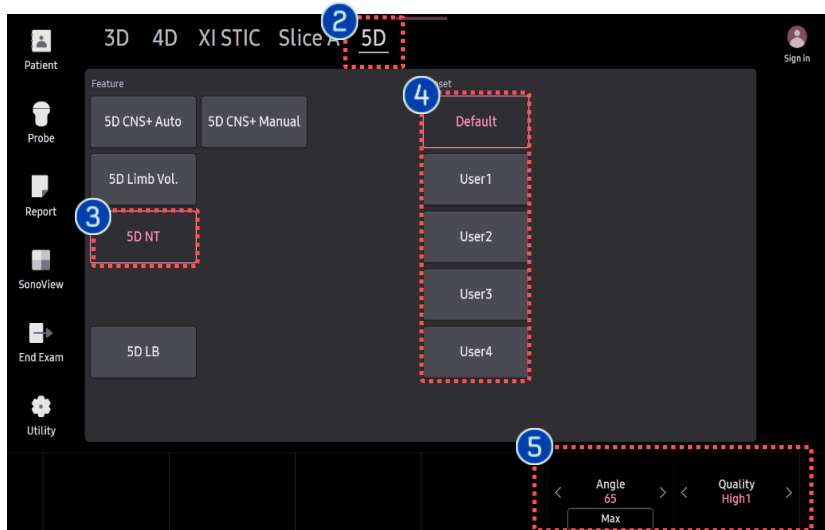 2
3D 4D XI STIC Slice A 5D
Patient
Sign in
Feature
4
set
5D CNS+ Auto
5D CNS+ Manual
Default
Probe
5D Limb Vol.
User1
Report
3
5D NT
User2
SonoView
User3
End Exam
5D LB
User4
Utility
5
< Angle >
65
Max
< Quality >
High1